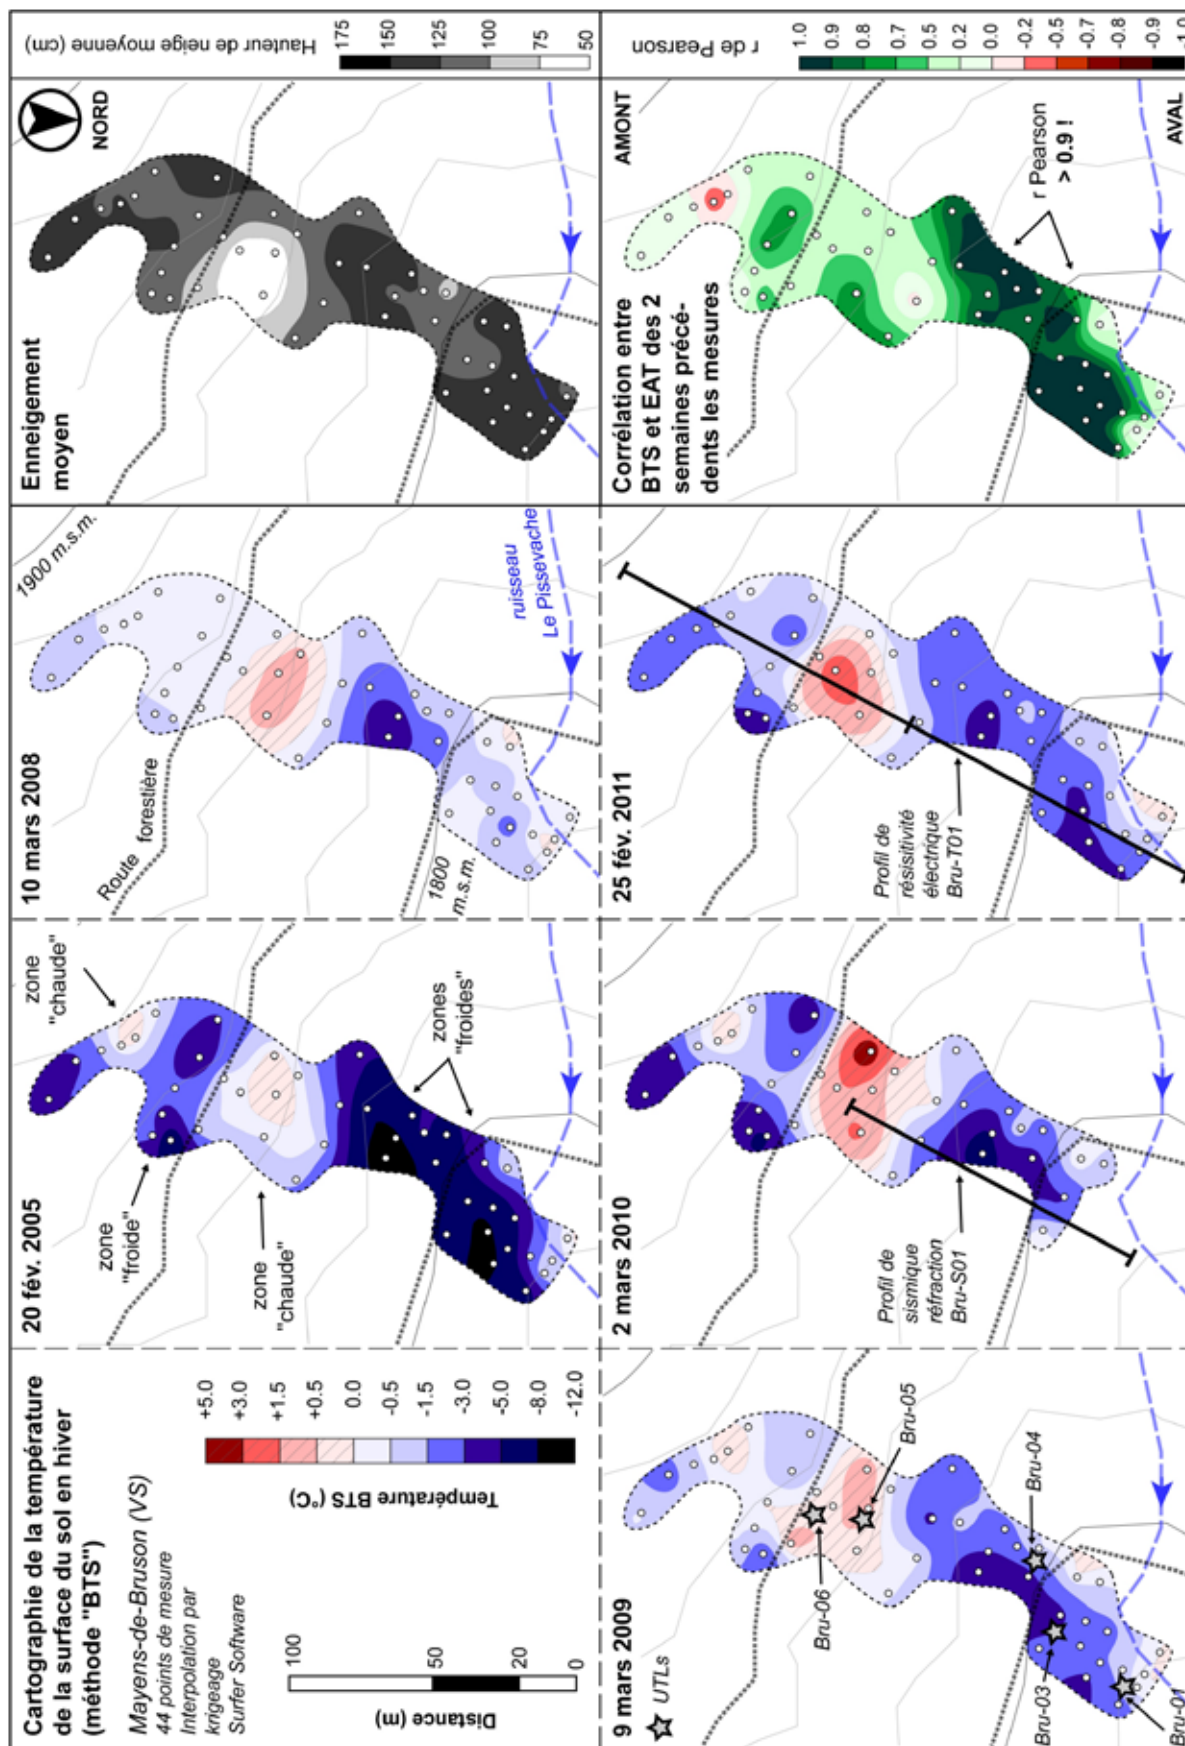 Cartographie de la température
de la surface du sol en hiver
(méthode "BTS")
Mayens-de-Bruson (VS)
44 points de mesure
Interpolation par
krigeage
Surfer Software
Distance (m)
100
50
20
0
Température BTS (°C)
+5.0
+3.0
+1.5
+0.5
0.0
-0.5
-1.5
-3.0
-5.0
-8.0
-12.0
20 fév. 2005
zone
"froide"
zone
"chaude"
zone
"chaude"
zones
"froides"
10 mars 2008
Route forestière
1900 m.s.m.
1800
m.s.m.
ruisseau
Le Pissevache
Enneigement
moyen
NORD
Hauteur de neige moyenne (cm)
175
150
125
100
75
50
9 mars 2009
UTLs
Bru-06
Bru-05
Bru-04
Bru-03
Bru-01
2 mars 2010
Profil de
sismique
réfraction
Bru-S01
25 fév. 2011
Profil de
résisitivité
électrique
Bru-T01
Corrélation entre
BTS et EAT des 2
semaines précé-
dents les mesures
AMONT
r Pearson
> 0.9 !
AVAL
r de Pearson
1.0
0.9
0.8
0.7
0.5
0.2
0.0
-0.2
-0.5
-0.7
-0.8
-0.9
-1.0